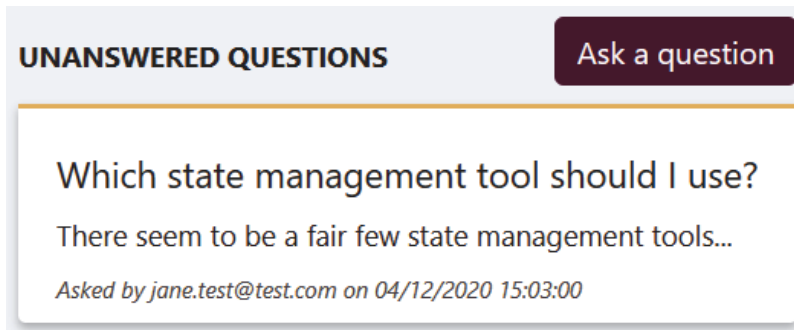 UNANSWERED QUESTIONS
Ask a question
Which state management tool should I use?
There seem to be a fair few state management tools...
Asked by jane.test@test.com on 04/12/2020 15:03:00